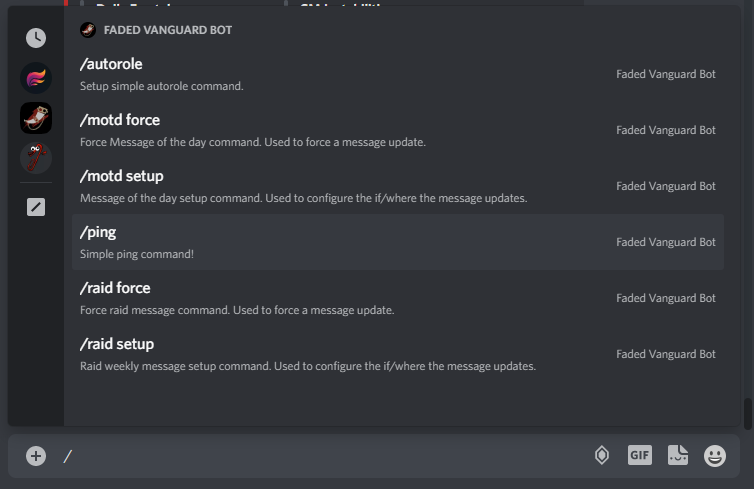 FADED VANGUARD BOT
/autorole
Setup simple autorole command.
Faded Vanguard Bot
/motd force
Force Message of the day command. Used to force a message update.
Faded Vanguard Bot
/motd setup
Message of the day setup command. Used to configure the if/where the message updates.
Faded Vanguard Bot
/ping
Simple ping command!
Faded Vanguard Bot
/raid force
Force raid message command. Used to force a message update.
Faded Vanguard Bot
/raid setup
Raid weekly message setup command. Used to configure the if/where the message updates.
Faded Vanguard Bot
/
GIF